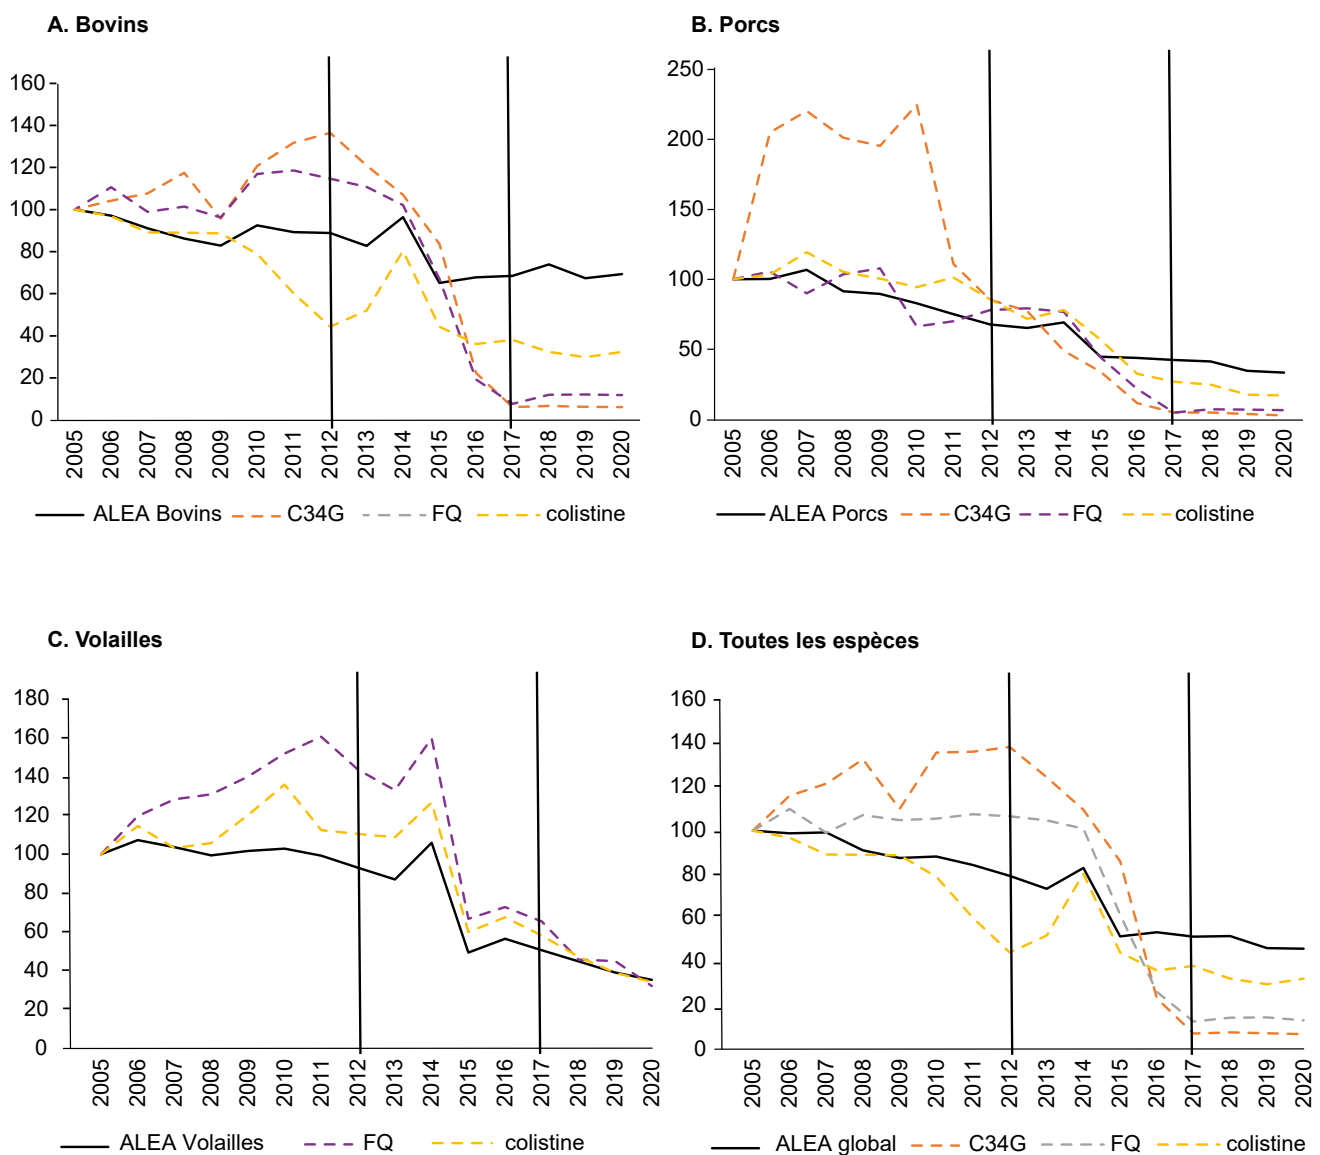 A. Bovins
160
140
120
100
80
60
40
20
0
2005 2006 2007 2008 2009 2010 2011 2012 2013 2014 2015 2016 2017 2018 2019 2020
ALEA Bovins C34G FQ colistine
B. Porcs
250
200
150
100
50
0
2005 2006 2007 2008 2009 2010 2011 2012 2013 2014 2015 2016 2017 2018 2019 2020
ALEA Porcs C34G FQ colistine
C. Volailles
180
160
140
120
100
80
60
40
20
0
2005 2006 2007 2008 2009 2010 2011 2012 2013 2014 2015 2016 2017 2018 2019 2020
ALEA Volailles FQ colistine
D. Toutes les espèces
160
140
120
100
80
60
40
20
0
2005 2006 2007 2008 2009 2010 2011 2012 2013 2014 2015 2016 2017 2018 2019 2020
ALEA global C34G FQ colistine